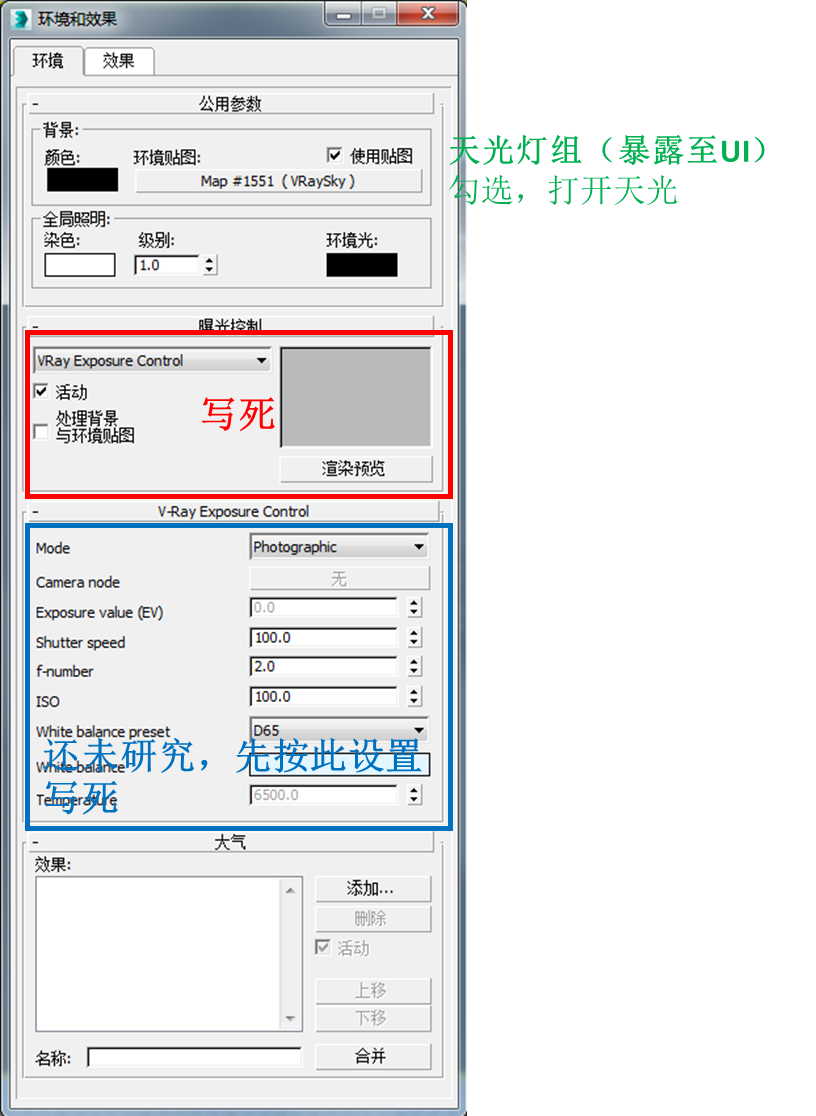 环境和效果
环境 效果
- 公用参数
背景:
颜色: 环境贴图: 使用贴图
Map #1551 ( VRaySky )
天光灯组（暴露至UI）
勾选，打开天光
全局照明:
染色: 级别: 环境光:
1.0
- 曝光控制
VRay Exposure Control
活动
处理背景
与环境贴图
写死
渲染预览
- V-Ray Exposure Control
Mode Photographic
Camera node 无
Exposure value (EV) 0.0
Shutter speed 100.0
f-number 2.0
ISO 100.0
White balance preset D65
White balance
还未研究，先按此设置
写死
Temperature 6500.0
- 大气
效果:
添加...
删除
活动
上移
下移
名称: 合并